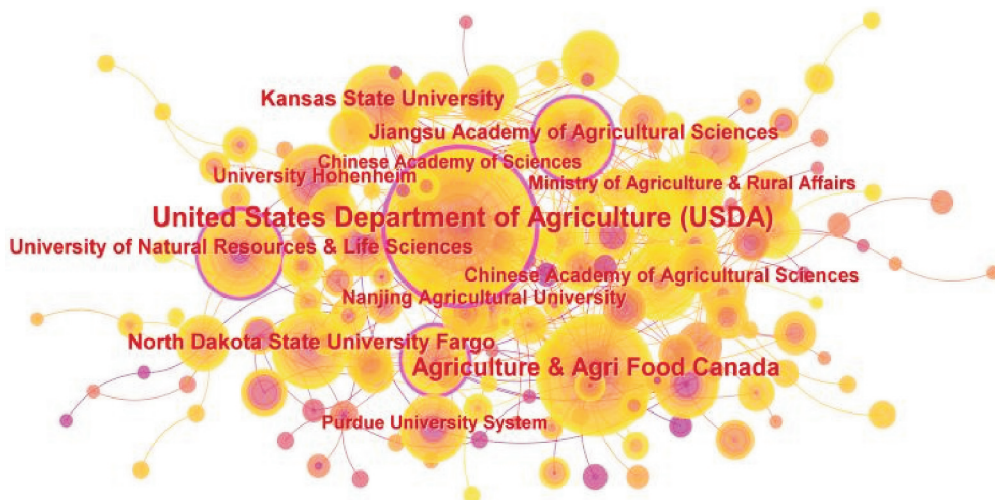 Kansas State University
Jiangsu Academy of Agricultural Sciences
Chinese Academy of Sciences
University Hohenheim
Ministry of Agriculture & Rural Affairs
United States Department of Agriculture (USDA)
University of Natural Resources & Life Sciences
Chinese Academy of Agricultural Sciences
Nanjing Agricultural University
North Dakota State University Fargo
Agriculture & Agri Food Canada
Purdue University System